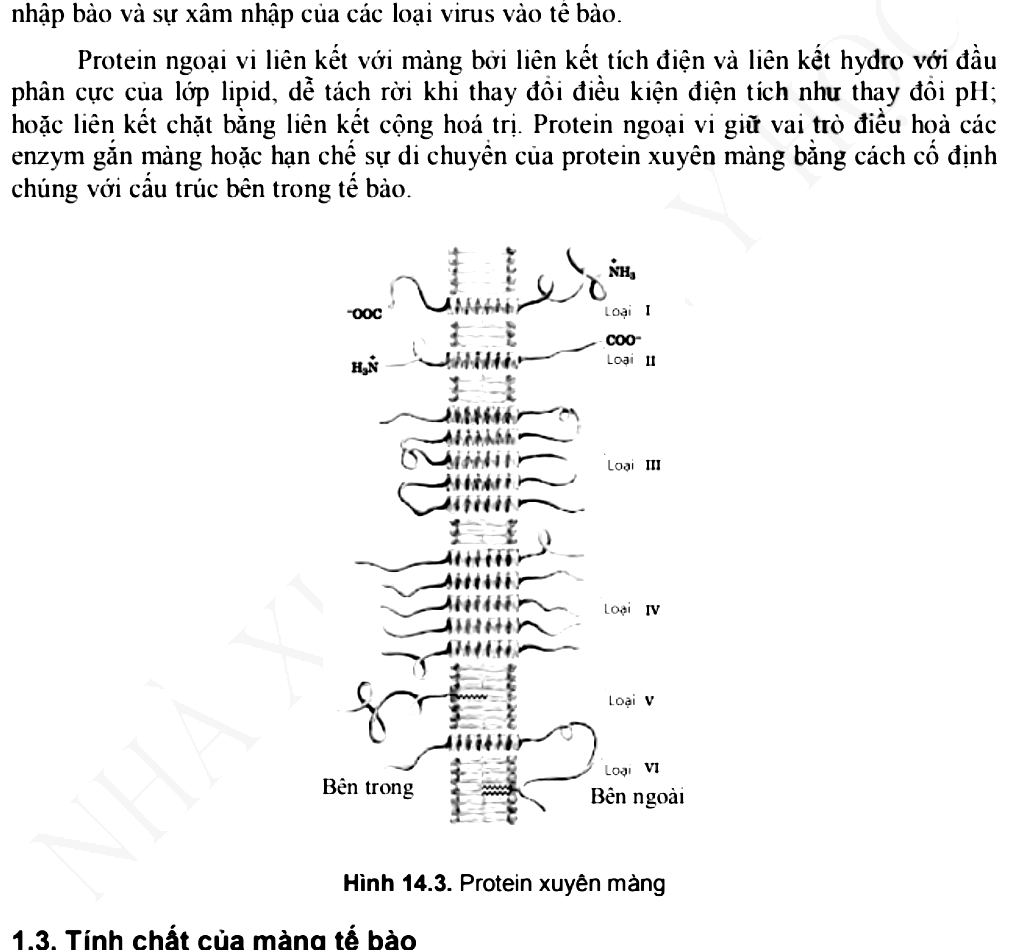 nhập bào và sự xâm nhập của các loại virus vào tế bào.
Protein ngoại vi liên kết với màng bởi liên kết tích điện và liên kết hydro với đầu
phân cực của lớp lipid, dễ tách rời khi thay đổi điều kiện điện tích như thay đổi pH;
hoặc liên kết chặt bằng liên kết cộng hoá trị. Protein ngoại vi giữ vai trò điều hoà các
enzym gắn màng hoặc hạn chế sự di chuyển của protein xuyên màng bằng cách cố định
chúng với cấu trúc bên trong tế bào.
⁺NH₃
⁻OOC
Loại I
COO⁻
H₃N⁺
Loại II
Loại III
Loại IV
Loại V
Loại VI
Bên trong
Bên ngoài
Hình 14.3. Protein xuyên màng
1.3. Tính chất của màng tế bào
NHÀ X
Y HỌC